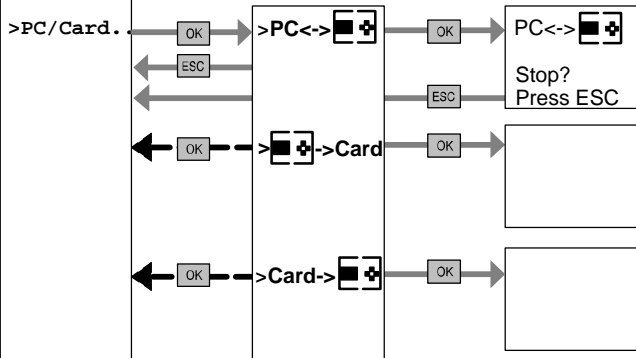 >PC/Card..
OK
>PC<->
OK
PC<->
ESC
Stop?
ESC
Press ESC
OK
>
->Card
OK
OK
>Card->
OK